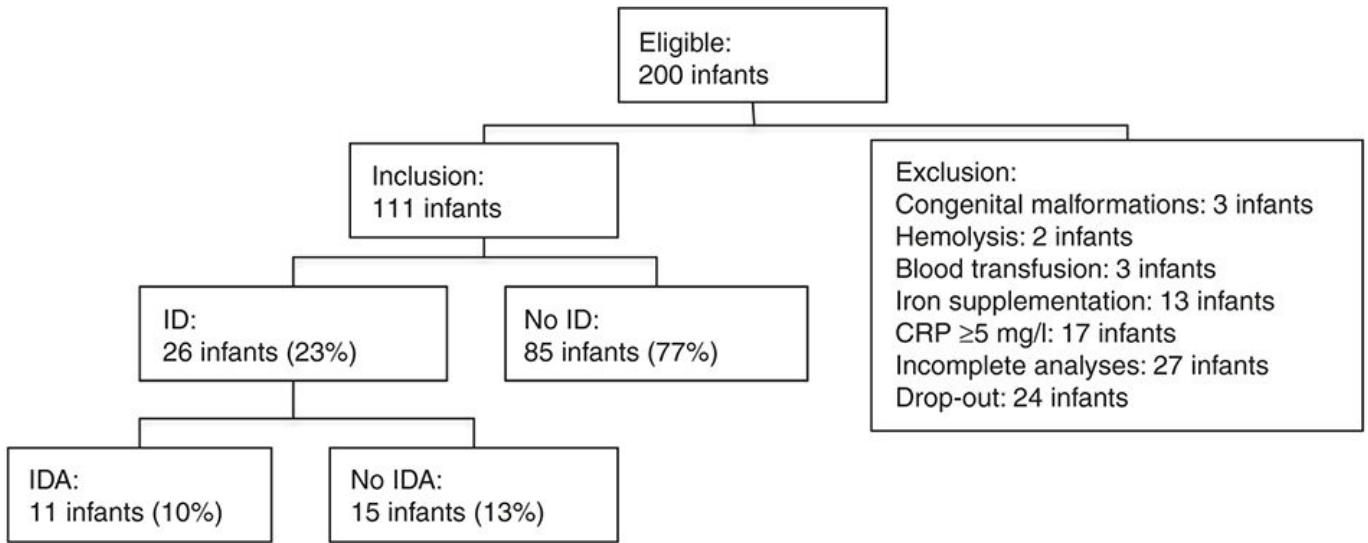 Eligible:
200 infants
Inclusion:
111 infants
Exclusion:
Congenital malformations: 3 infants
Hemolysis: 2 infants
Blood transfusion: 3 infants
Iron supplementation: 13 infants
CRP ≥5 mg/l: 17 infants
Incomplete analyses: 27 infants
Drop-out: 24 infants
ID:
26 infants (23%)
No ID:
85 infants (77%)
IDA:
11 infants (10%)
No IDA:
15 infants (13%)